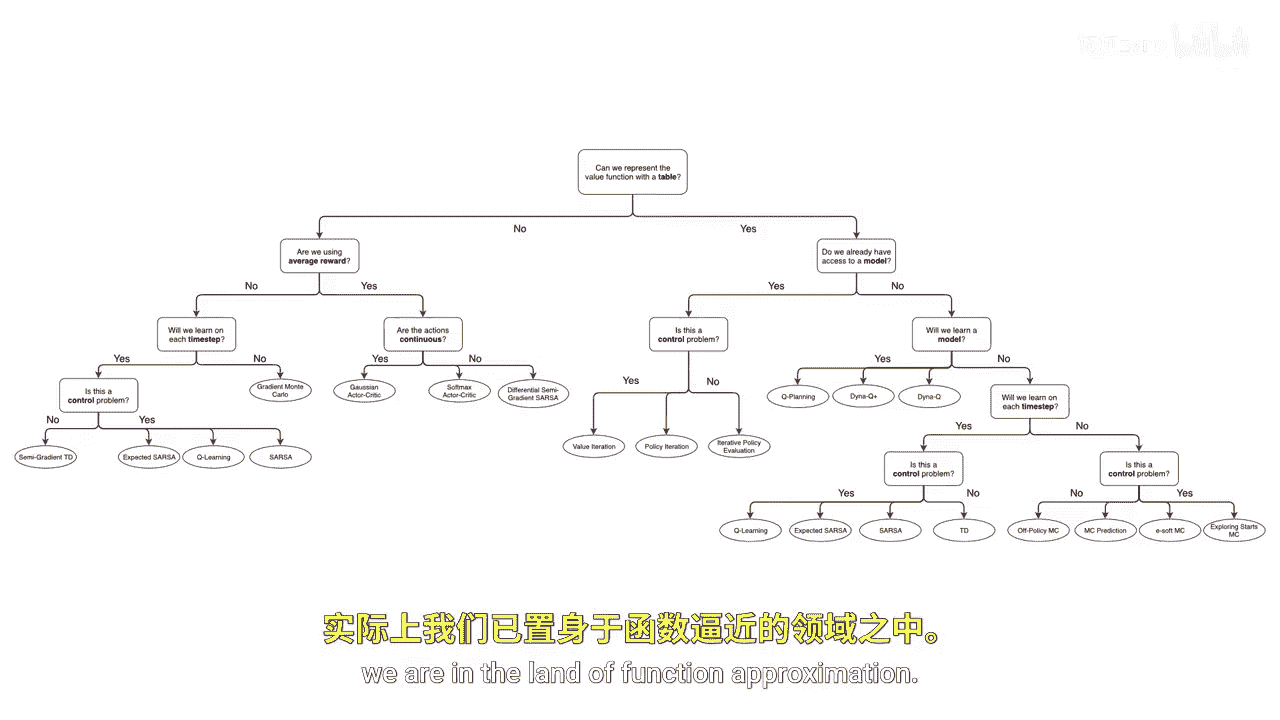 bilibili
Can we represent the
value function with a table?
No
Yes
Are we using
average reward?
Do we already have
access to a model?
No
Yes
Yes
No
Will we learn on
each timestep?
Are the actions
continuous?
Is this a
control problem?
Will we learn a
model?
Yes
No
Yes
No
Yes
No
Yes
No
Is this a
control problem?
Gradient Monte
Carlo
Gaussian
Actor-Critic
Softmax
Actor-Critic
Differential Semi-
Gradient SARSA
Q-Planning
Dyna-Q+
Dyna-Q
Will we learn on
each timestep?
No
Yes
Yes
No
Semi-Gradient TD
Expected SARSA
Q-Learning
SARSA
Value Iteration
Policy Iteration
Iterative Policy
Evaluation
Is this a
control problem?
Is this a
control problem?
Yes
No
No
Yes
Q-Learning
Expected SARSA
SARSA
TD
Off-Policy MC
MC Prediction
e-soft MC
Exploring Starts
MC
实际上我们已置身于函数逼近的领域之中。
we are in the land of function approximation.